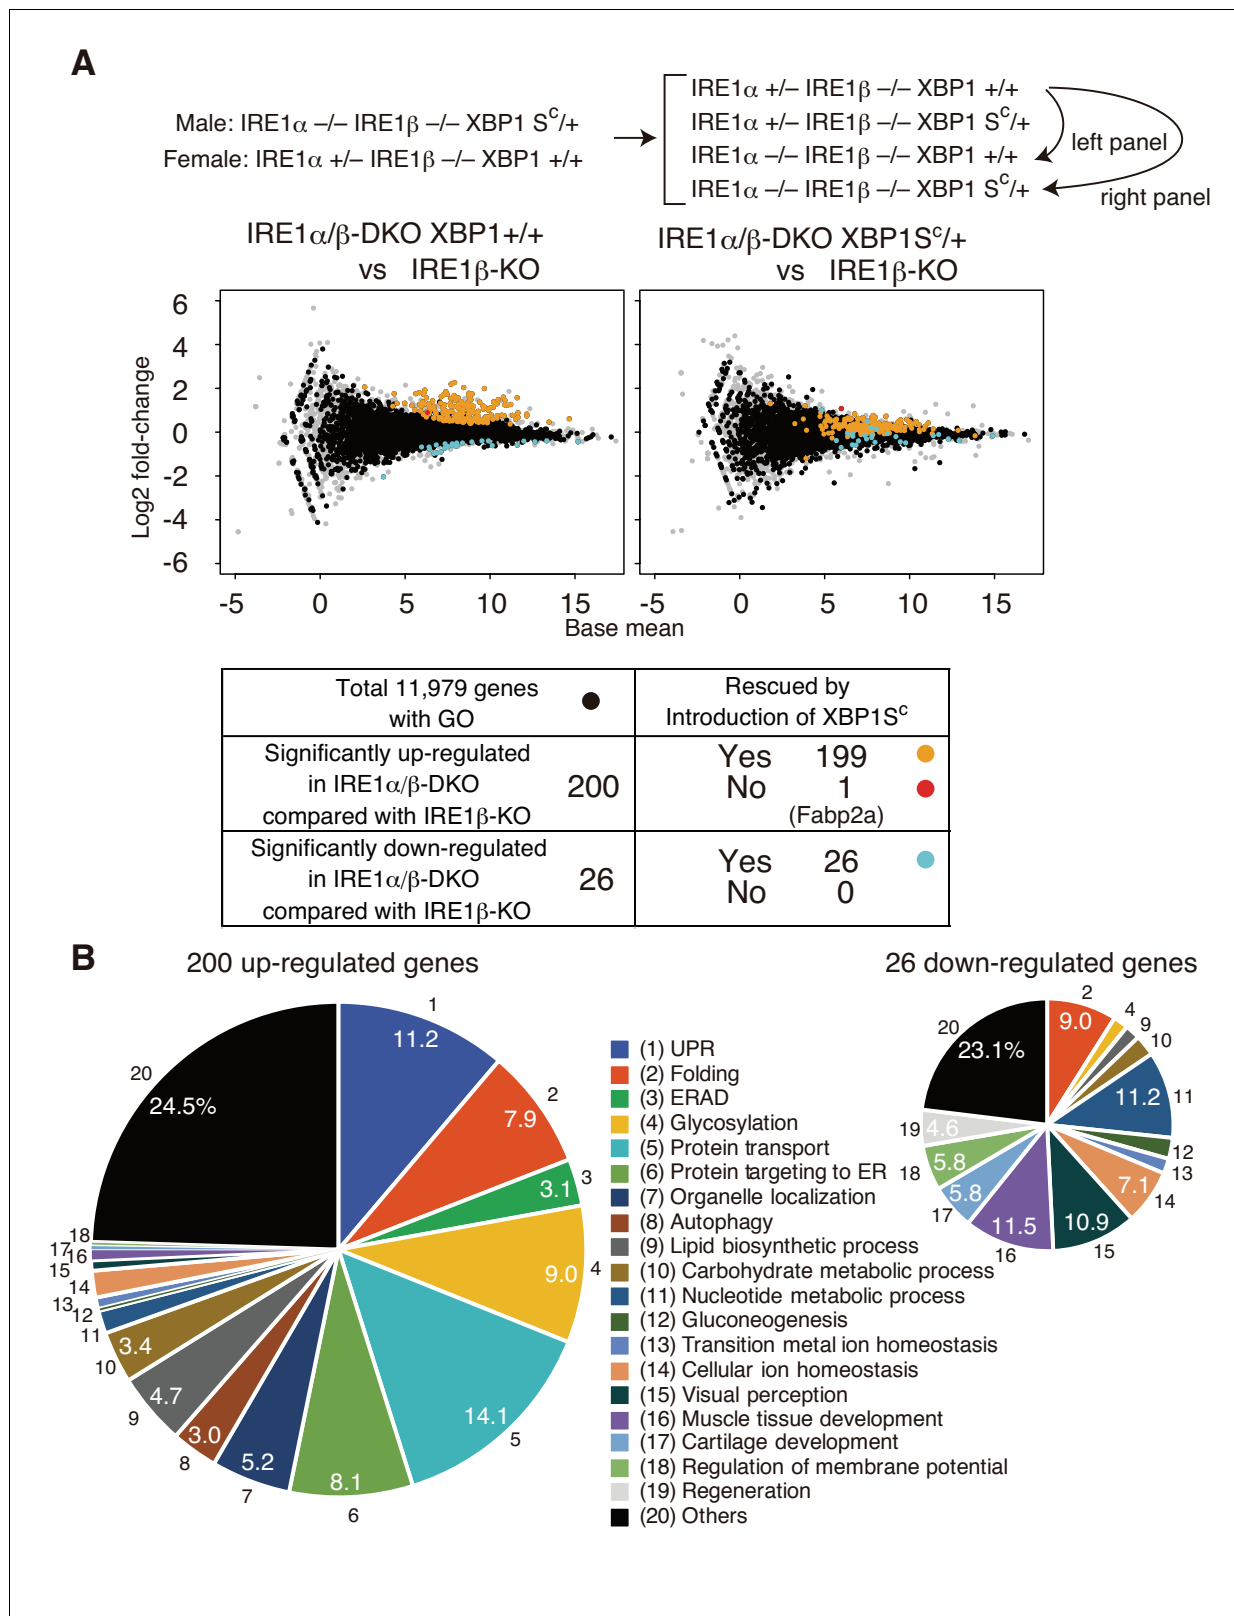 A
Male: IRE1α –/– IRE1β –/– XBP1 Sᶜ/+
Female: IRE1α +/– IRE1β –/– XBP1 +/+
IRE1α +/– IRE1β –/– XBP1 +/+
IRE1α +/– IRE1β –/– XBP1 Sᶜ/+
IRE1α –/– IRE1β –/– XBP1 +/+
IRE1α –/– IRE1β –/– XBP1 Sᶜ/+
left panel
right panel
IRE1α/β-DKO XBP1+/+
vs IRE1β-KO
IRE1α/β-DKO XBP1Sᶜ/+
vs IRE1β-KO
Log2 fold-change
6
4
2
0
-2
-4
-6
-5 0 5 10 15
-5 0 5 10 15
Base mean
Total 11,979 genes
with GO
Rescued by
Introduction of XBP1Sᶜ
Significantly up-regulated
in IRE1α/β-DKO
compared with IRE1β-KO
200
Yes 199
No 1
(Fabp2a)
Significantly down-regulated
in IRE1α/β-DKO
compared with IRE1β-KO
26
Yes 26
No 0
B
200 up-regulated genes
1
11.2
2
7.9
3
3.1
4
9.0
5
14.1
6
8.1
7
5.2
8
3.0
9
4.7
10
3.4
11
12
13
14
15
16
17
18
20
24.5%
(1) UPR
(2) Folding
(3) ERAD
(4) Glycosylation
(5) Protein transport
(6) Protein targeting to ER
(7) Organelle localization
(8) Autophagy
(9) Lipid biosynthetic process
(10) Carbohydrate metabolic process
(11) Nucleotide metabolic process
(12) Gluconeogenesis
(13) Transition metal ion homeostasis
(14) Cellular ion homeostasis
(15) Visual perception
(16) Muscle tissue development
(17) Cartilage development
(18) Regulation of membrane potential
(19) Regeneration
(20) Others
26 down-regulated genes
2
9.0
4
9
10
11
11.2
12
13
14
7.1
15
10.9
16
11.5
17
5.8
18
5.8
19
4.6
20
23.1%